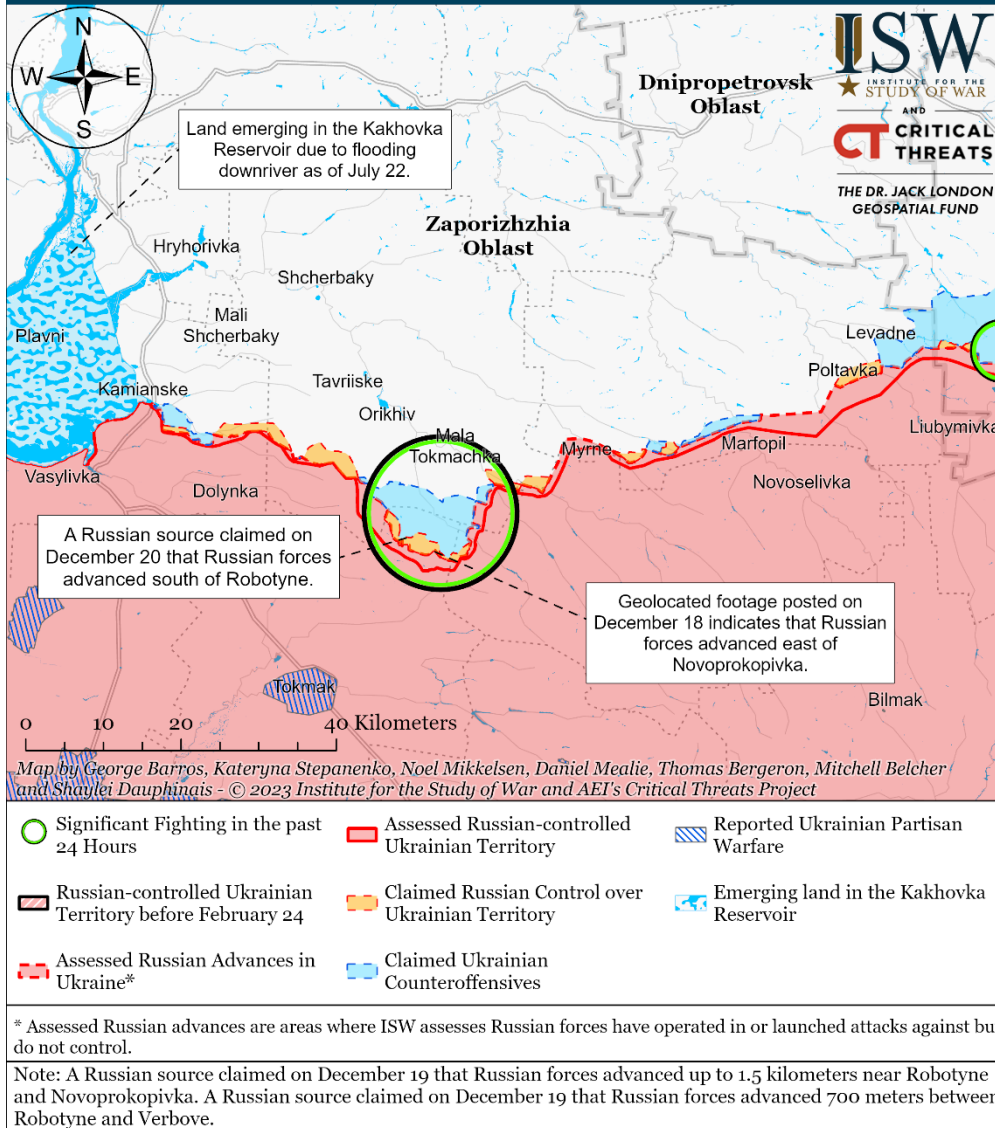 N
W E
S
ISW
INSTITUTE FOR THE
STUDY OF WAR
AND
CT CRITICAL
THREATS
THE DR. JACK LONDON
GEOSPATIAL FUND
Dnipropetrovsk
Oblast
Land emerging in the Kakhovka
Reservoir due to flooding
downriver as of July 22.
Zaporizhzhia
Oblast
Hryhorivka
Shcherbaky
Mali
Shcherbaky
Plavni
Levadne
Poltavka
Kamianske
Tavriiske
Orikhiv
Mala
Tokmachka
Myrne
Marfopil
Liubymivka
Vasylivka
Dolynka
Novoselivka
A Russian source claimed on
December 20 that Russian forces
advanced south of Robotyne.
Geolocated footage posted on
December 18 indicates that Russian
forces advanced east of
Novoprokopivka.
Tokmak
Bilmak
0 10 20 40 Kilometers
Map by George Barros, Kateryna Stepanenko, Noel Mikkelsen, Daniel Mealie, Thomas Bergeron, Mitchell Belcher
and Shaylei Dauphinais - © 2023 Institute for the Study of War and AEI's Critical Threats Project
Significant Fighting in the past
24 Hours
Assessed Russian-controlled
Ukrainian Territory
Reported Ukrainian Partisan
Warfare
Russian-controlled Ukrainian
Territory before February 24
Claimed Russian Control over
Ukrainian Territory
Emerging land in the Kakhovka
Reservoir
Assessed Russian Advances in
Ukraine*
Claimed Ukrainian
Counteroffensives
* Assessed Russian advances are areas where ISW assesses Russian forces have operated in or launched attacks against bu
do not control.
Note: A Russian source claimed on December 19 that Russian forces advanced up to 1.5 kilometers near Robotyne
and Novoprokopivka. A Russian source claimed on December 19 that Russian forces advanced 700 meters between
Robotyne and Verbove.